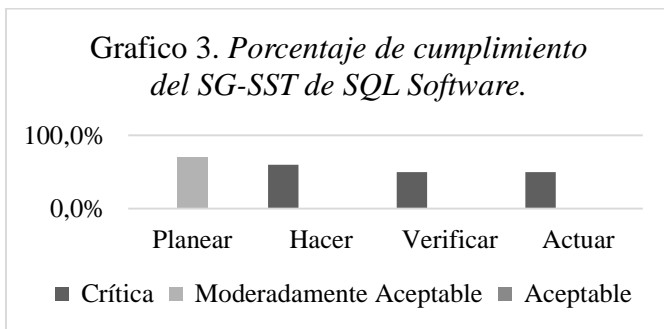 Grafico 3. Porcentaje de cumplimiento
del SG-SST de SQL Software.
100,0%
0,0%
Planear Hacer Verificar Actuar
Crítica Moderadamente Aceptable Aceptable